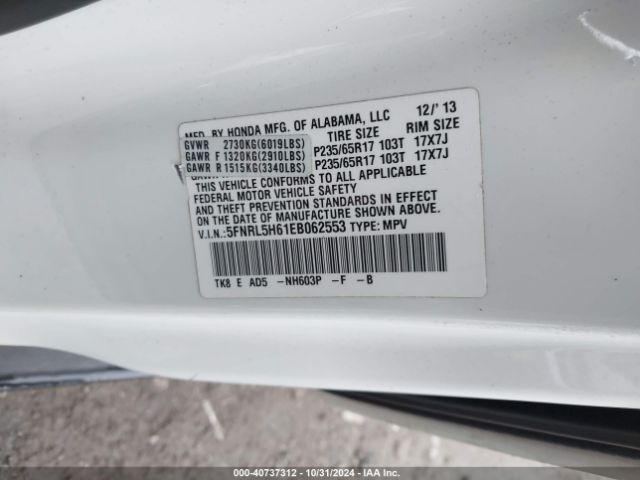 MFD. BY HONDA MFG. OF ALABAMA, LLC 12/'13
TIRE SIZE RIM SIZE
GVWR 2730KG(6019LBS)
GAWR F 1320KG(2910LBS) P235/65R17 103T 17X7J
GAWR R 1515KG(3340LBS) P235/65R17 103T 17X7J
THIS VEHICLE CONFORMS TO ALL APPLICABLE
FEDERAL MOTOR VEHICLE SAFETY
AND THEFT PREVENTION STANDARDS IN EFFECT
ON THE DATE OF MANUFACTURE SHOWN ABOVE.
V.I.N.:5FNRL5H61EB062553 TYPE: MPV
TK8 E AD5 -NH603P -F -B
000-40737312 - 10/31/2024 - IAA Inc.